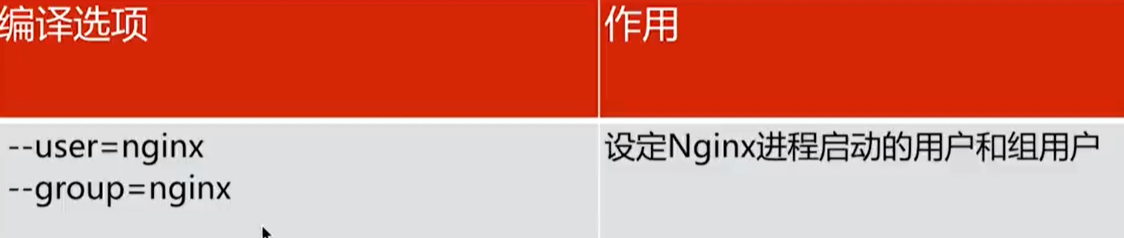 编译选项
作用
--user=nginx
--group=nginx
设定Nginx进程启动的用户和组用户